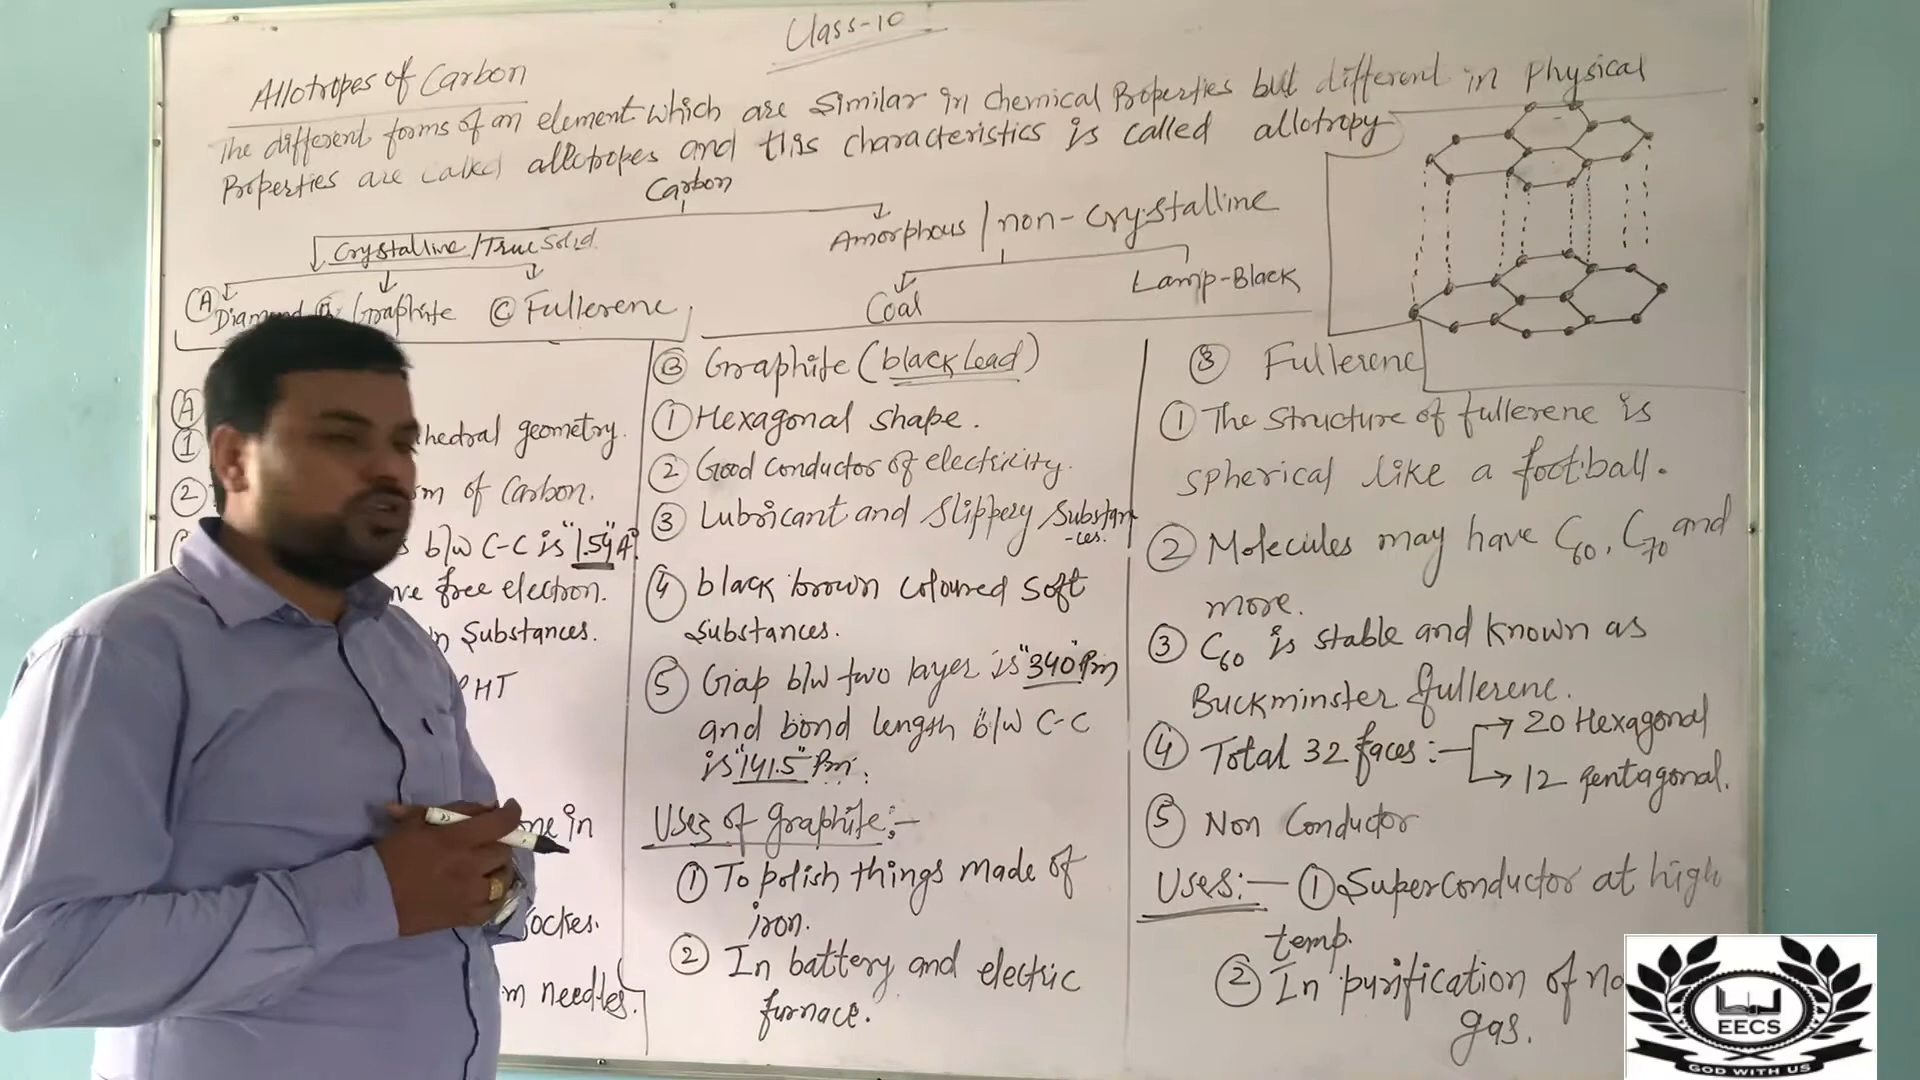 Class-10
Allotropes of Carbon
The different forms of an element which are similar in chemical Properties but different in Physical
Properties are called allotropes and this characteristics is called allotropy
Carbon
Crystalline/True Solid
Amorphous/non-crystalline
(A) Diamond (B) Graphite (C) Fullerene
Coal
Lamp-Black
(A)
(1) hedral geometry.
(2) rm of Carbon.
b/w C-C is "1.54" A°
ve free electron.
n Substances.
PHT
one in
ockes.
m needles.
(B) Graphite (black Lead)
(1) Hexagonal shape.
(2) Good conductor of electricity.
(3) Lubricant and slippery substan
-ces.
(4) black brown coloured soft
substances.
(5) Gap b/w two layer is "340" Pm
and bond length b/w C-C
is "141.5" Pm.
Uses of graphite:-
(1) To polish things made of
iron.
(2) In battery and electric
furnace.
(3) Fullerene
(1) The structure of fullerene is
spherical like a football.
(2) Molecules may have C60, C70 and
more.
(3) C60 is stable and known as
Buckminster fullerene.
(4) Total 32 faces:- 20 Hexagonal
12 Pentagonal.
(5) Non Conductor
Uses:- (1) Superconductor at high
temp.
(2) In purification of no
gas.
EECS
GOD WITH US